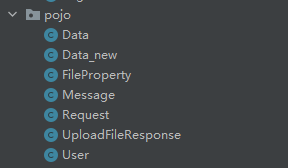 pojo
Data
Data_new
FileProperty
Message
Request
UploadFileResponse
User